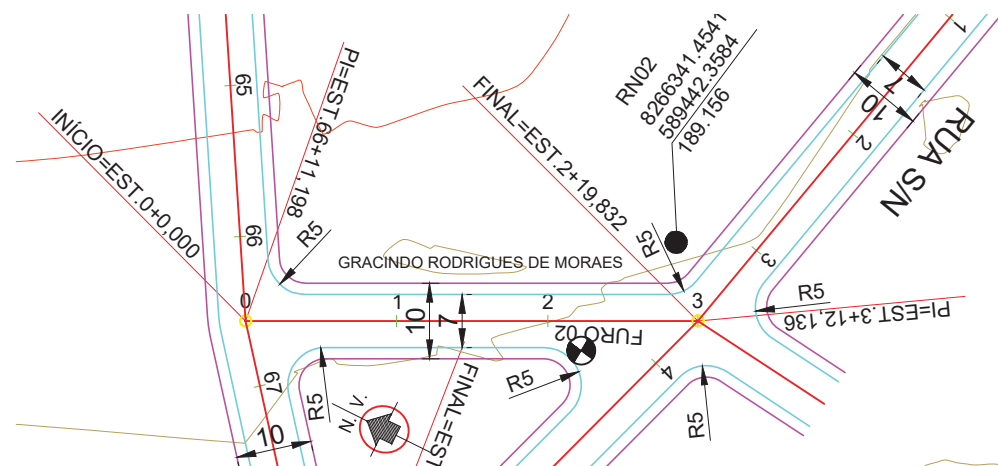 65
PI=EST.66+11.198
INÍCIO=EST.0+0,000
66
R5
0
GRACINDO RODRIGUES DE MORAES
FINAL=EST.2+19,832
RN02
8266341.4541
589442.3584
189.156
R5
1
7
10
2
RUA S/N
3
R5
PI=EST.3+12,136
1
10
7
2
3
FURO 02
4
67
R5
10
N. V.
FINAL=EST
R5
R5